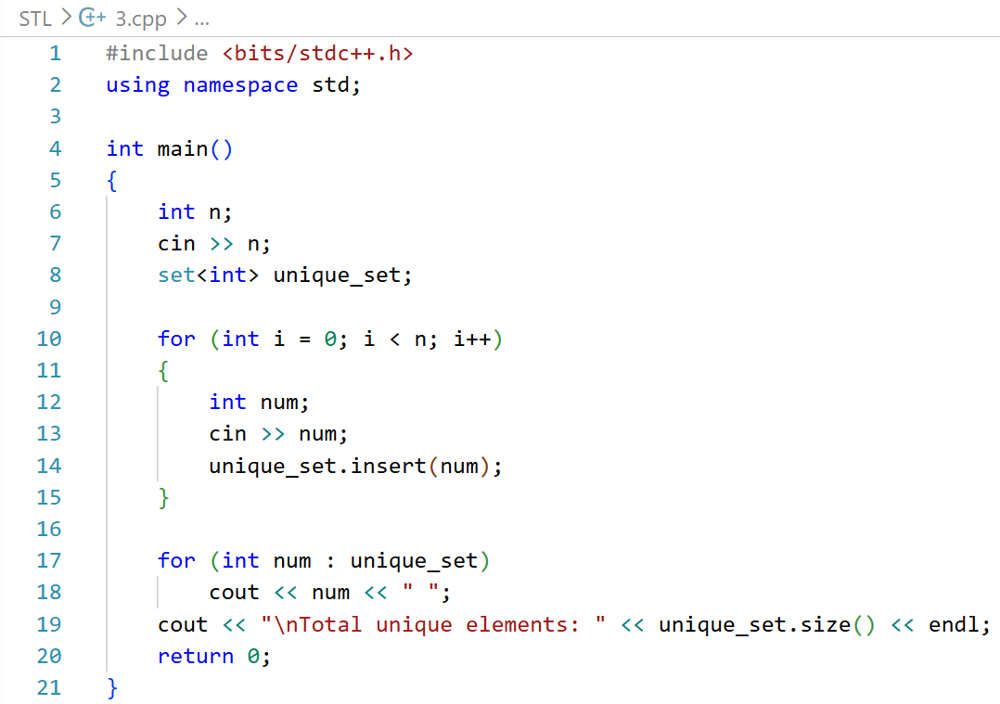 STL > C++ 3.cpp > ...
1 #include <bits/stdc++.h>
2 using namespace std;
3
4 int main()
5 {
6     int n;
7     cin >> n;
8     set<int> unique_set;
9
10     for (int i = 0; i < n; i++)
11     {
12         int num;
13         cin >> num;
14         unique_set.insert(num);
15     }
16
17     for (int num : unique_set)
18         cout << num << " ";
19     cout << "\nTotal unique elements: " << unique_set.size() << endl;
20     return 0;
21 }